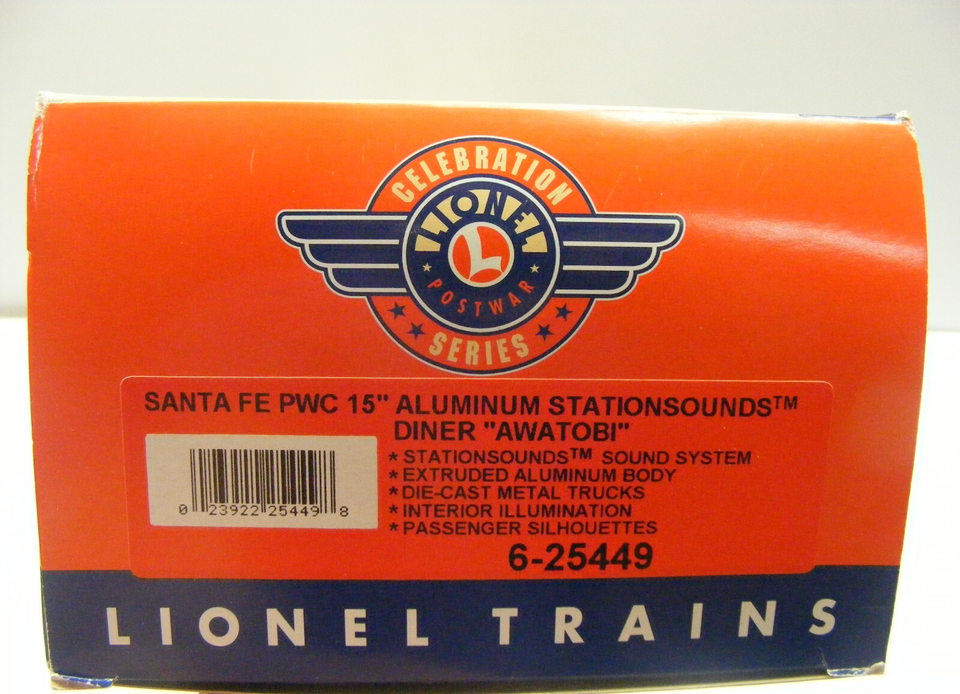 CELEBRATION
LIONEL
L
POSTWAR
SERIES
SANTA FE PWC 15" ALUMINUM STATIONSOUNDS™
DINER "AWATOBI"
* STATIONSOUNDS™ SOUND SYSTEM
* EXTRUDED ALUMINUM BODY
* DIE-CAST METAL TRUCKS
* INTERIOR ILLUMINATION
* PASSENGER SILHOUETTES
0 23922 25449 8
6-25449
LIONEL TRAINS